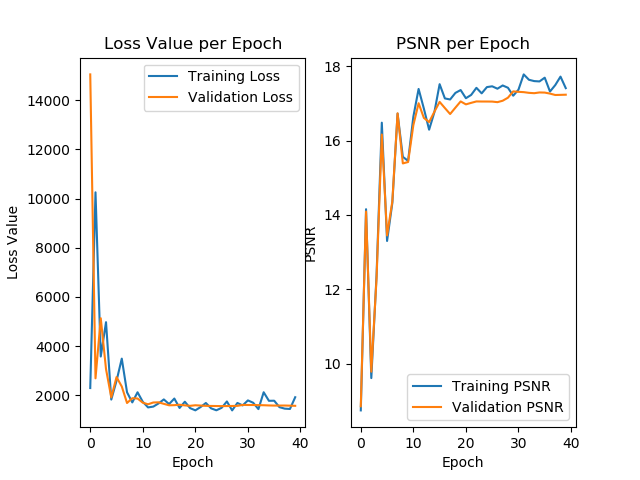 Loss Value per Epoch
Training Loss
Validation Loss
14000
12000
10000
8000
6000
4000
2000
Loss Value
0
10
20
30
40
Epoch
PSNR per Epoch
18
16
14
12
10
PSNR
Training PSNR
Validation PSNR
0
10
20
30
40
Epoch